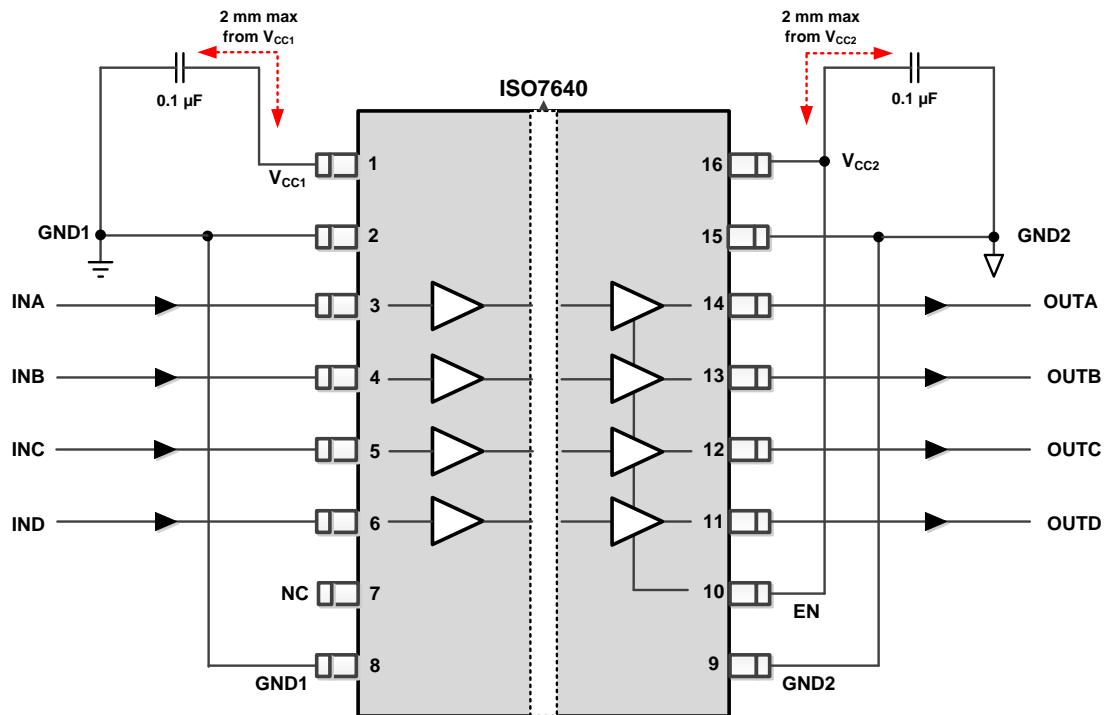 2 mm max
from VCC1
2 mm max
from VCC2
0.1 µF
ISO7640
0.1 µF
1
16
VCC1
VCC2
GND1
2
15
GND2
INA
3
14
OUTA
INB
4
13
OUTB
INC
5
12
OUTC
IND
6
11
OUTD
NC
7
10
EN
8
9
GND1
GND2